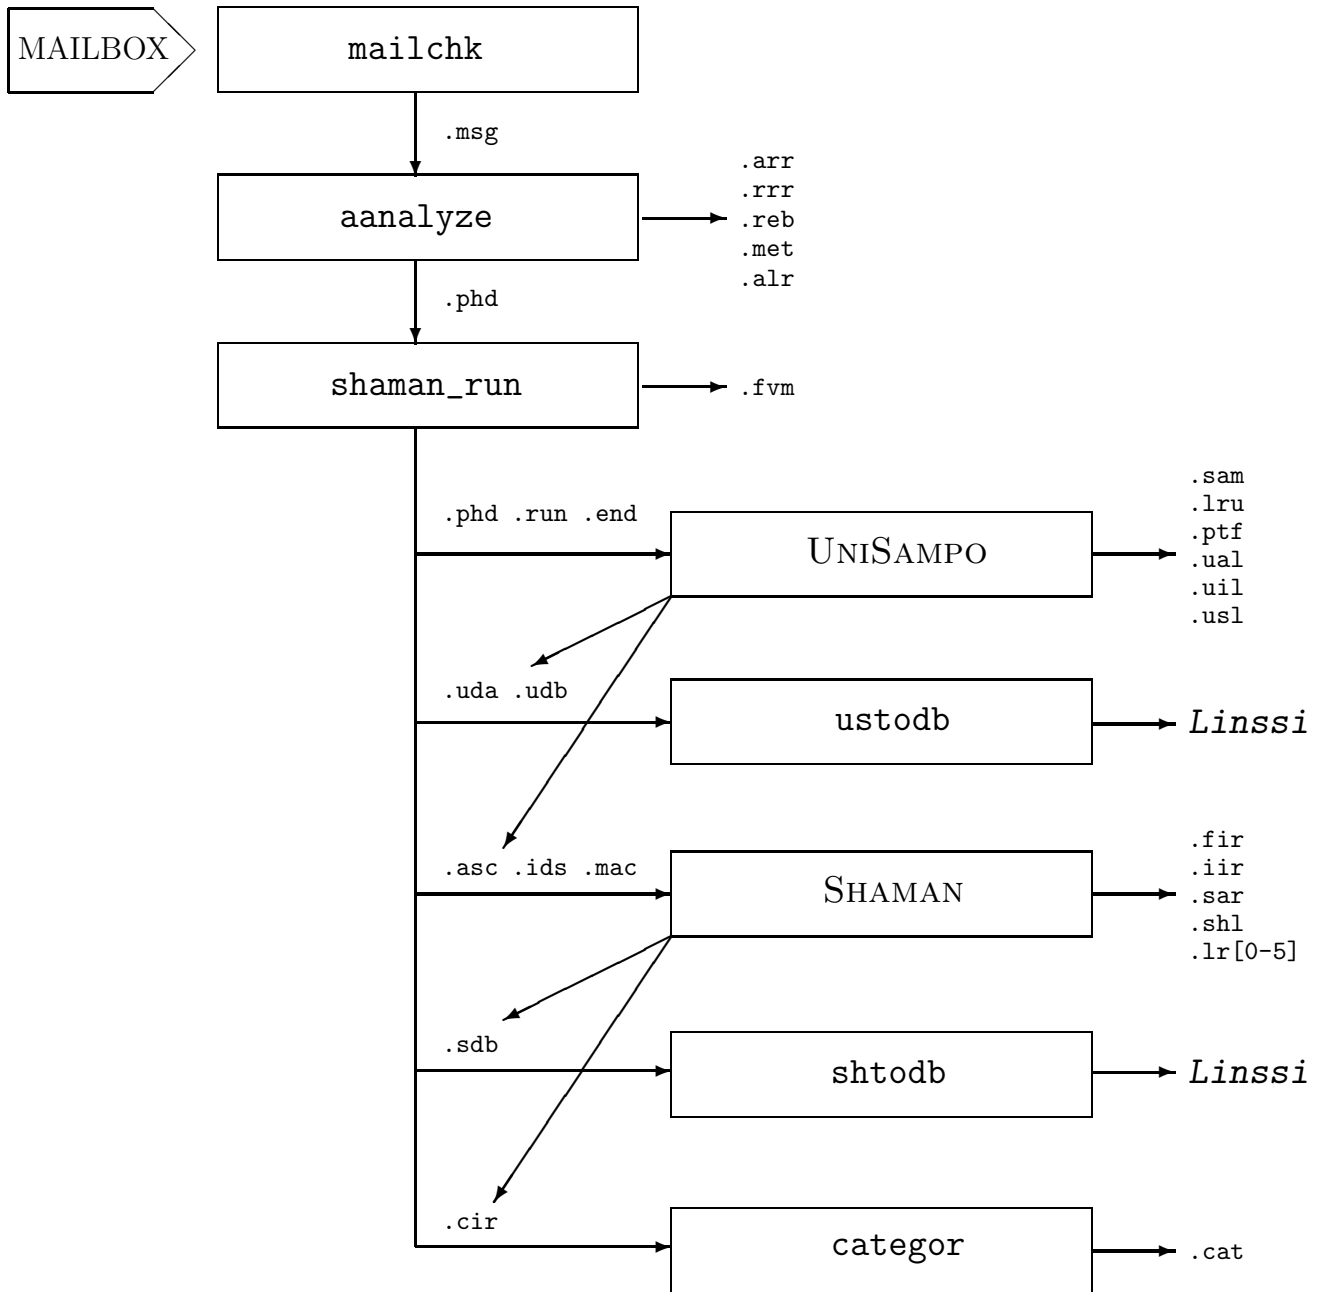 MAILBOX
mailchk
.msg
aanalyze
.arr
.rrr
.reb
.met
.alr
.phd
shaman_run
.fvm
.phd .run .end
UNISAMPO
.sam
.lru
.ptf
.ual
.uil
.usl
.uda .udb
ustodb
Linssi
.asc .ids .mac
SHAMAN
.fir
.iir
.sar
.shl
.lr[0-5]
.sdb
shtodb
Linssi
.cir
categor
.cat